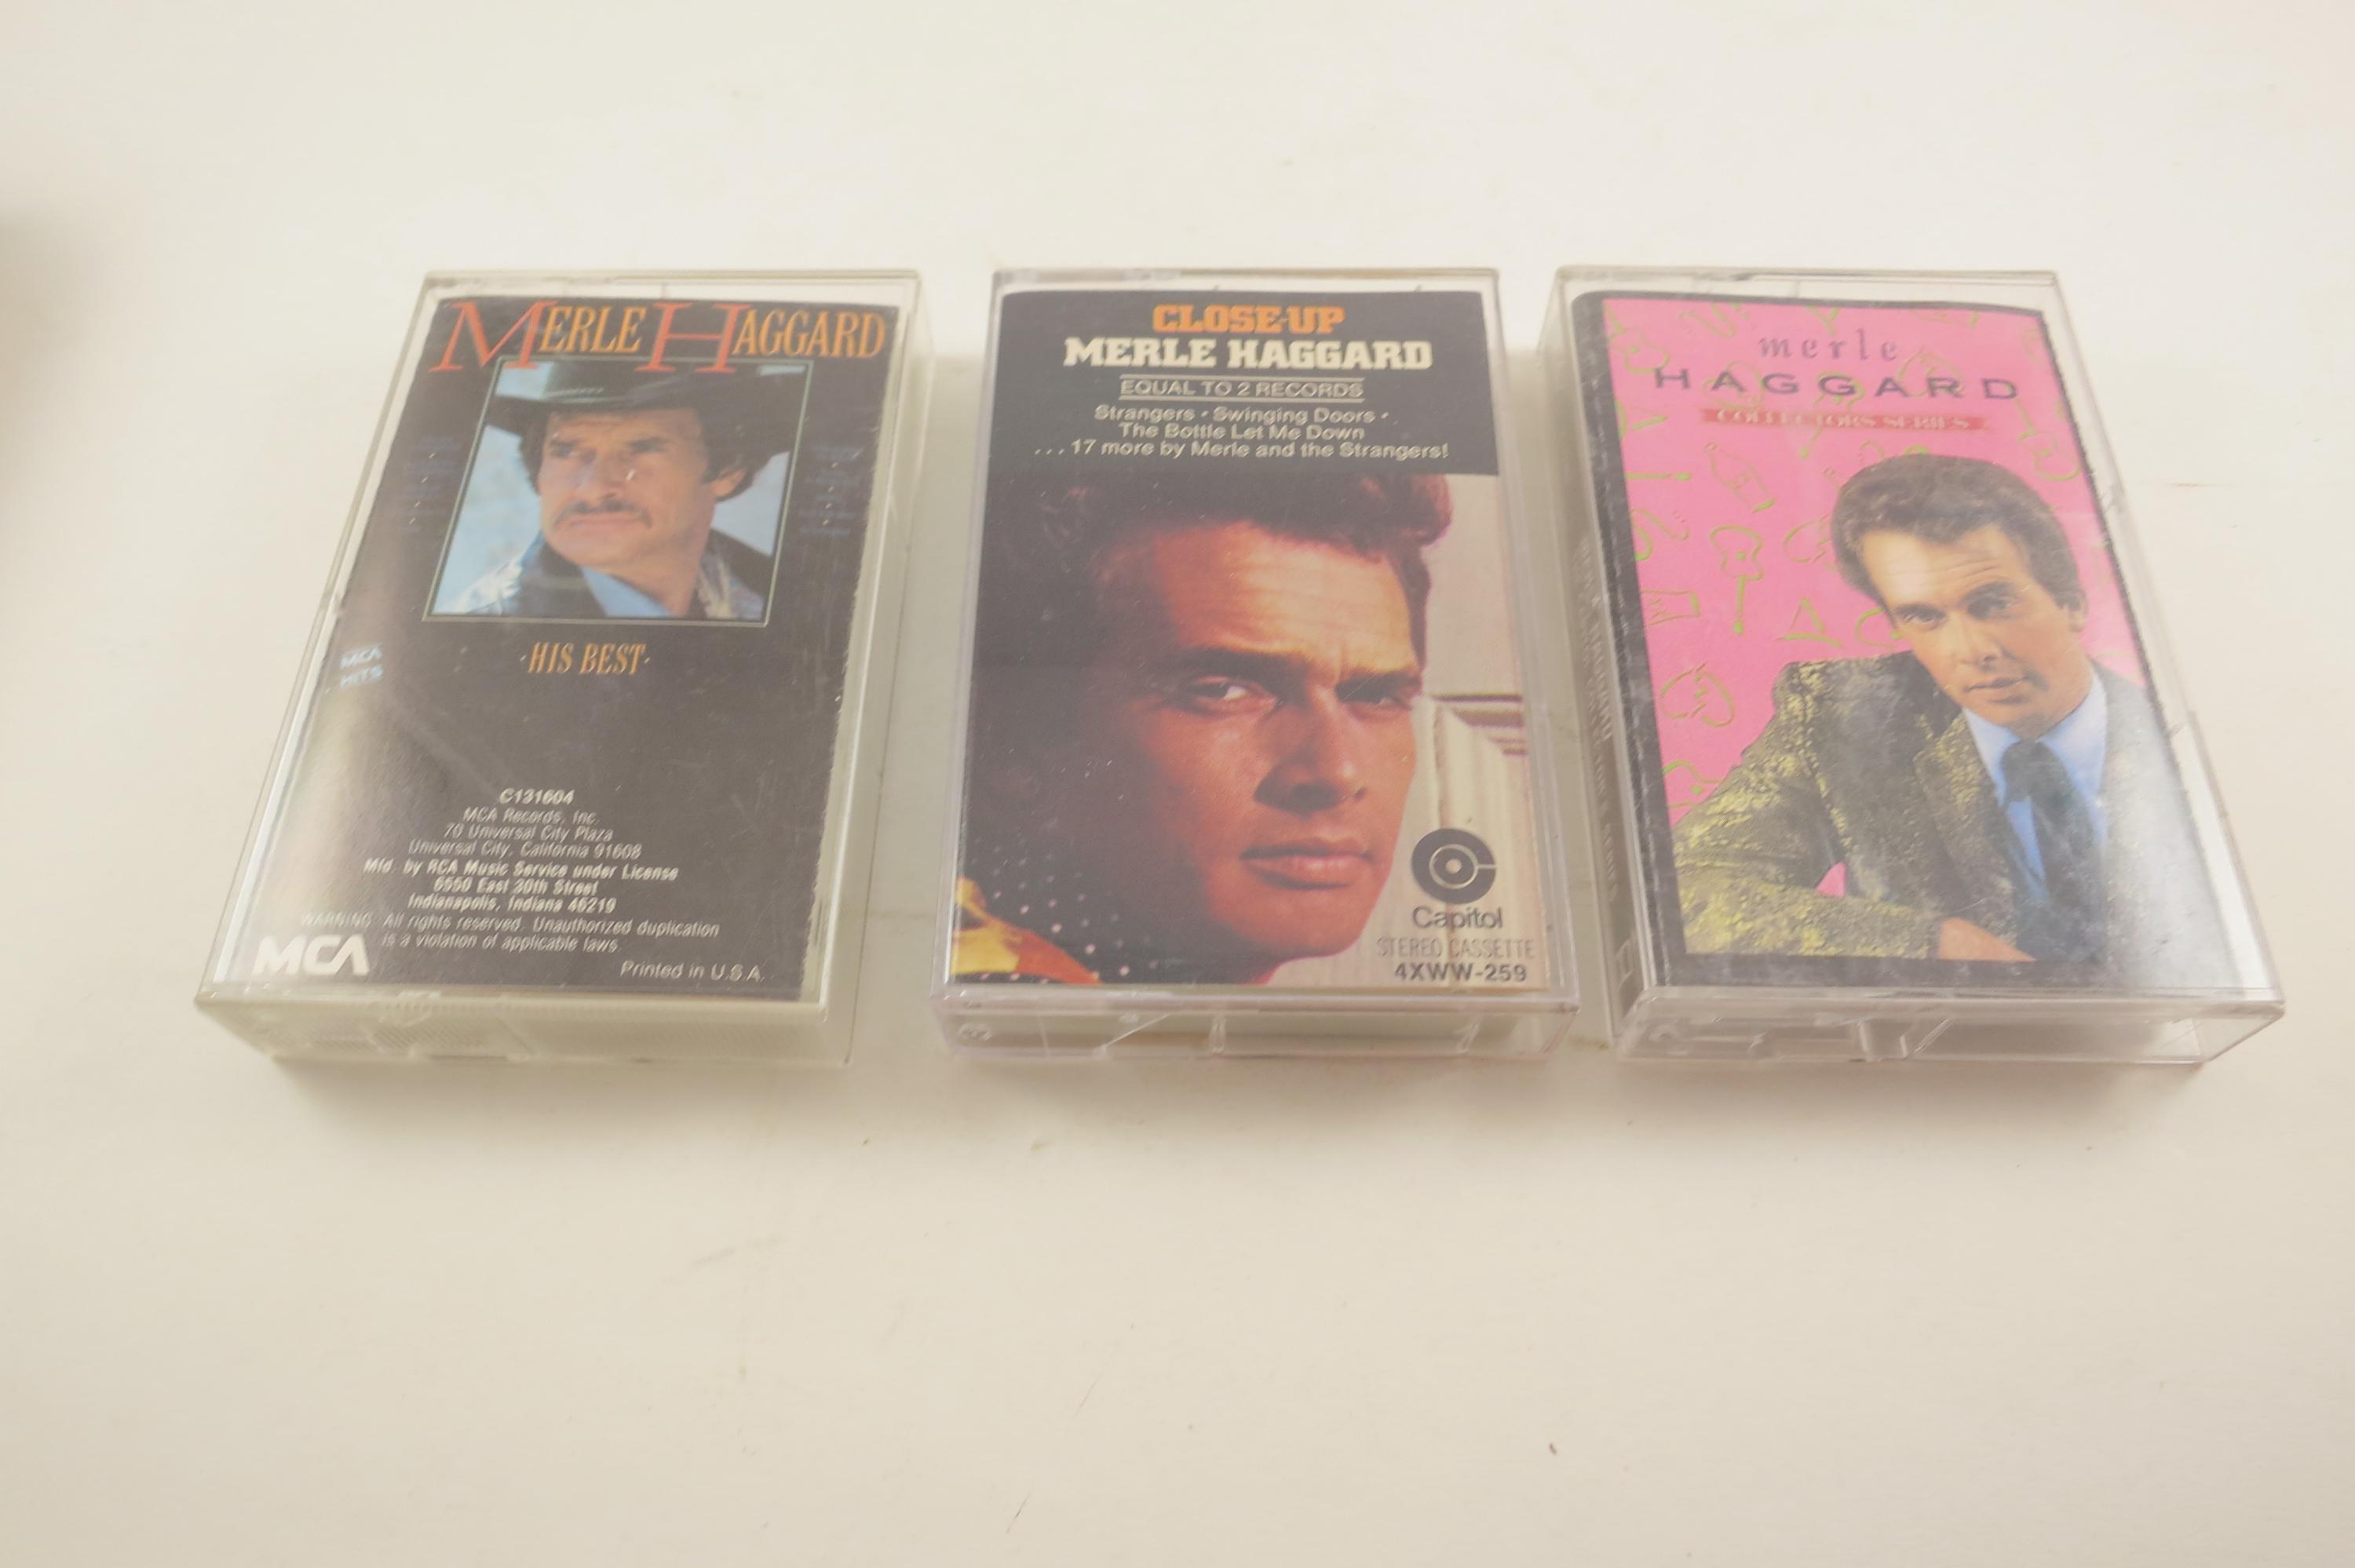 MERLE HAGGARD
·HIS BEST·
MCA
HITS
C131604
MCA Records, Inc.
70 Universal City Plaza
Universal City, California 91608
Mfd. by RCA Music Service under License
6550 East 30th Street
Indianapolis, Indiana 46219
WARNING: All rights reserved. Unauthorized duplication
is a violation of applicable laws.
MCA
Printed in U.S.A.
CLOSE-UP
MERLE HAGGARD
EQUAL TO 2 RECORDS
Strangers • Swinging Doors •
The Bottle Let Me Down
...17 more by Merle and the Strangers!
Capitol
STEREO CASSETTE
4XWW-259
merle
HAGGARD
COLLECTORS SERIES